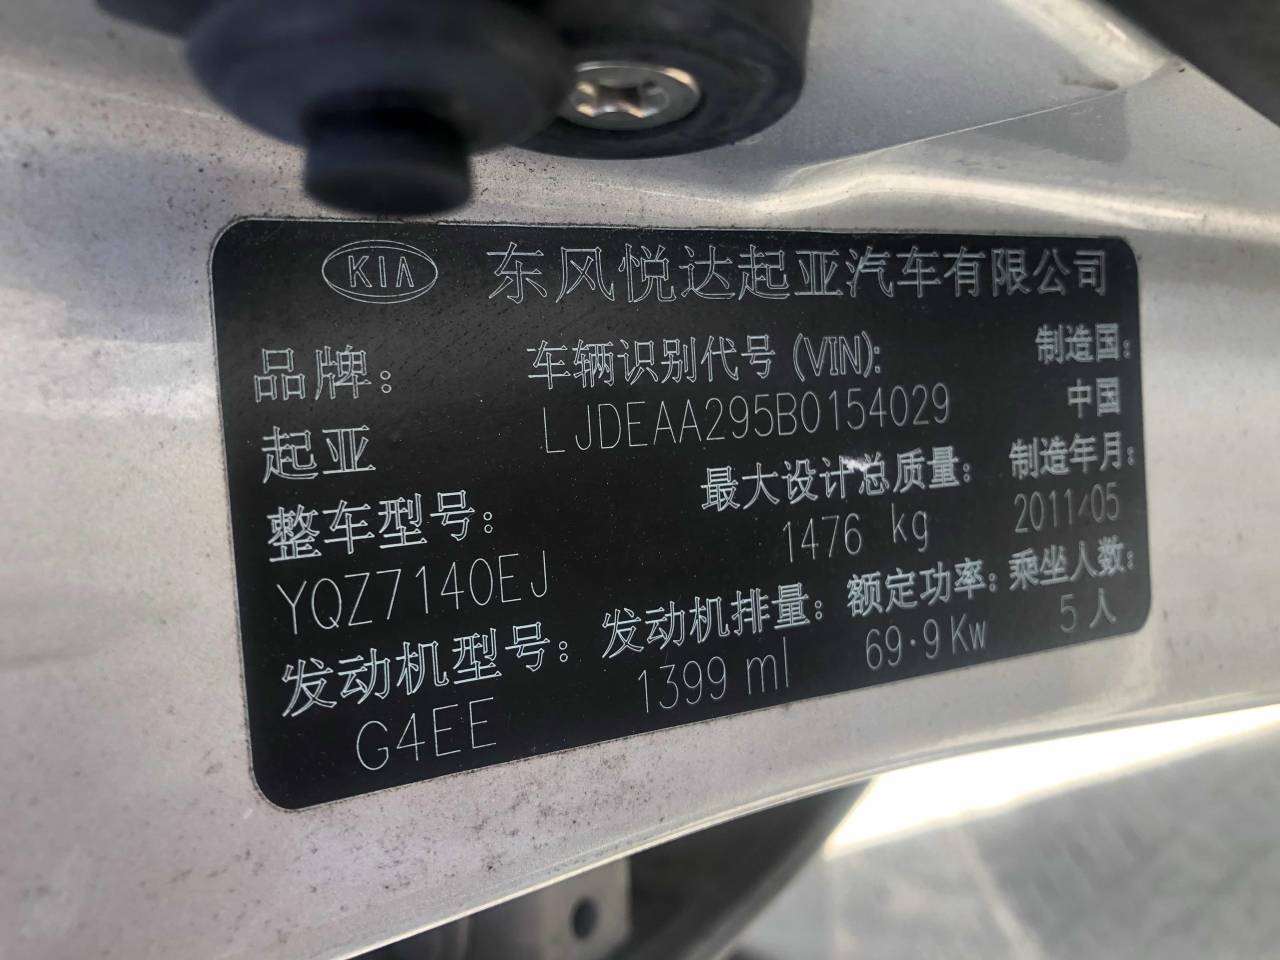 KIA 东风悦达起亚汽车有限公司
品牌: 车辆识别代号 (VIN): 制造国:
起亚 LJDEAA295B0154029 中国
整车型号: 最大设计总质量: 制造年月:
YQZ7140EJ 1476 kg 2011/05
发动机型号: 发动机排量: 额定功率: 乘坐人数:
G4EE 1399 ml 69.9 Kw 5 人